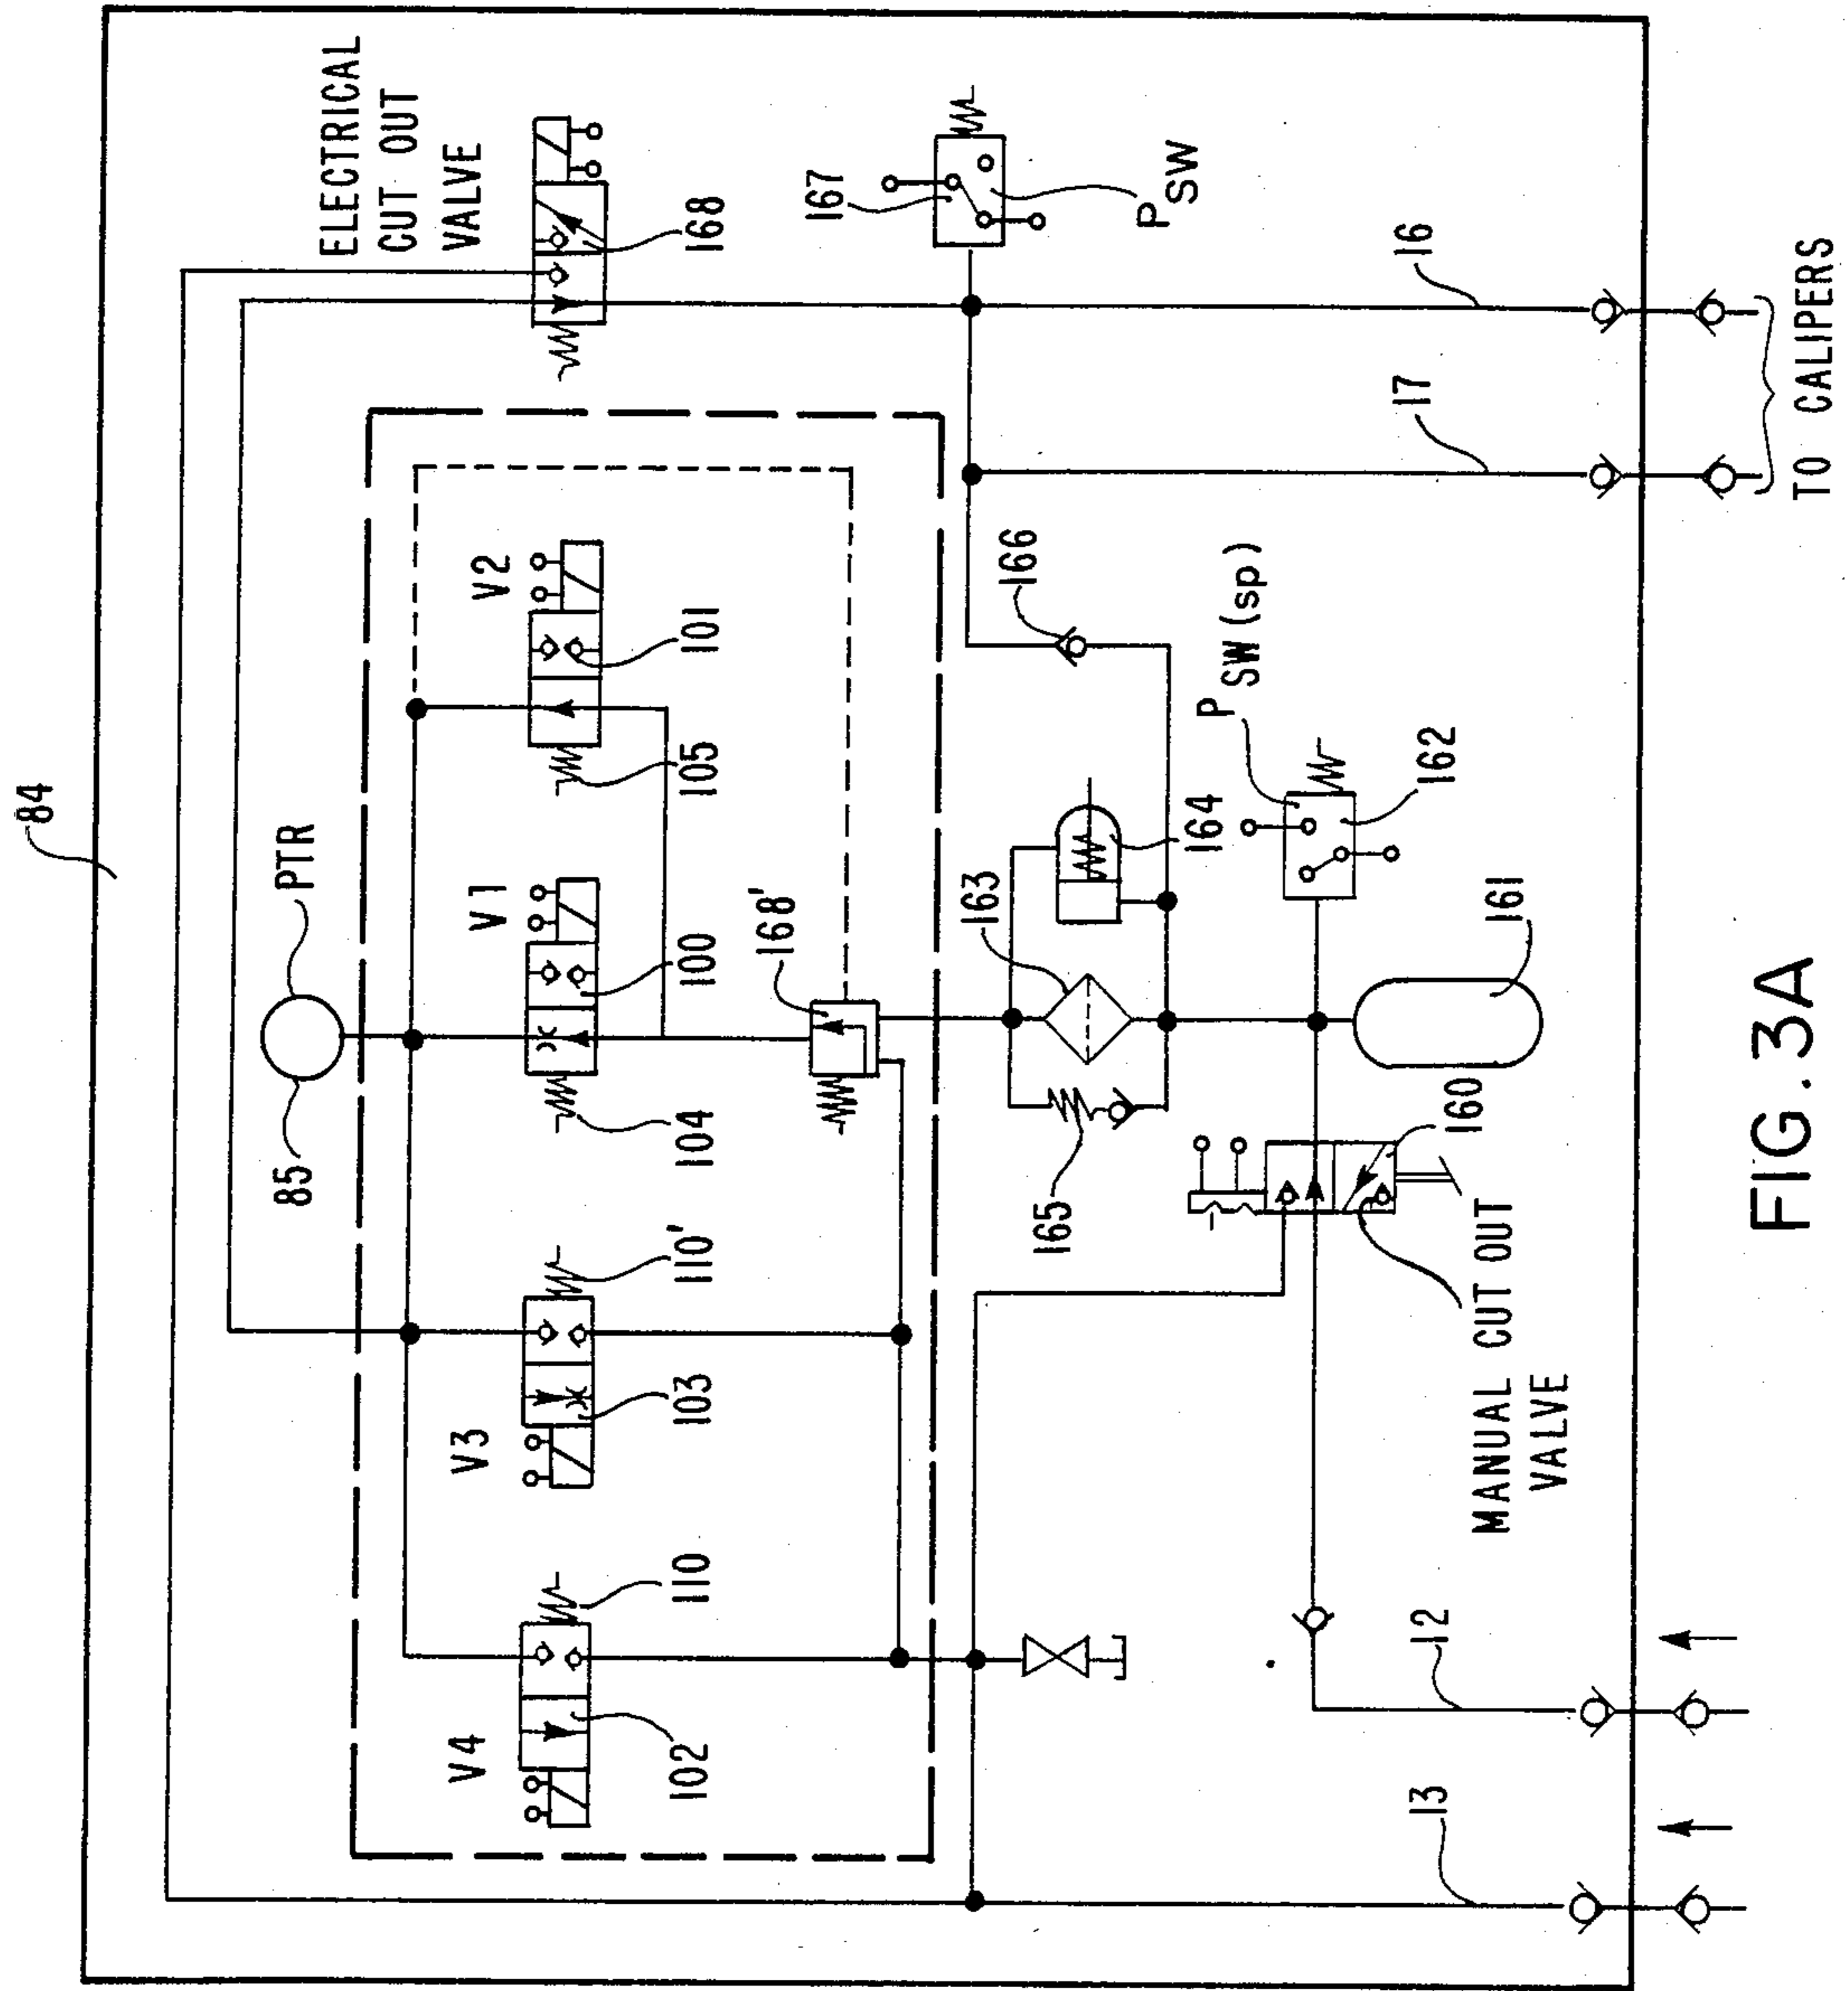 84
ELECTRICAL
CUT OUT
VALVE
168
PTR
85
V4
102
110
V3
103
110'
V1
100
104
V2
101
105
168'
167
P SW
163
164
165
166
P SW (sp)
162
161
160
MANUAL CUT OUT
VALVE
13
12
17
16
TO CALIPERS
FIG. 3A